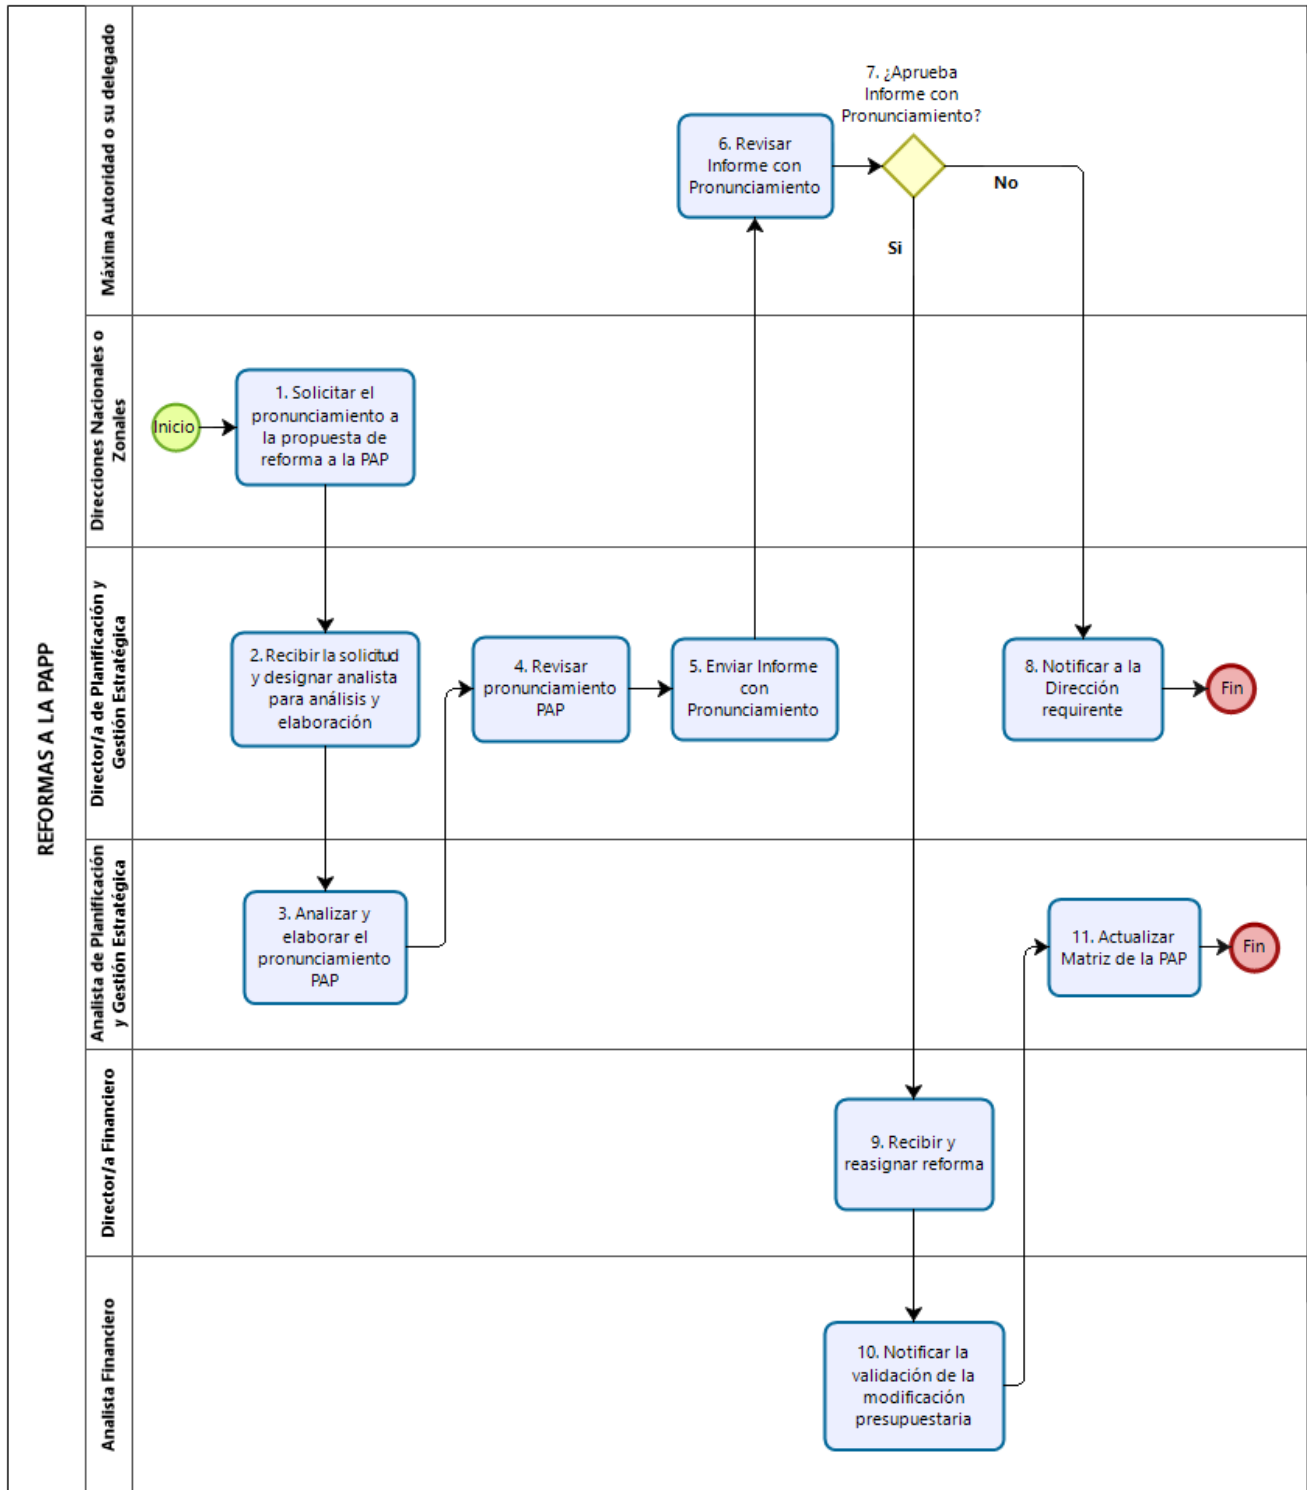 REFORMAS A LA PAPP
Máxima Autoridad o su delegado
7. ¿Aprueba
Informe con
Pronunciamiento?
6. Revisar
Informe con
Pronunciamiento
No
Si
Direcciones Nacionales o
Zonales
Inicio
1. Solicitar el
pronunciamiento a
la propuesta de
reforma a la PAP
Director/a de Planificación y
Gestión Estratégica
2. Recibir la solicitud
y designar analista
para análisis y
elaboración
4. Revisar
pronunciamiento
PAP
5. Enviar Informe
con
Pronunciamiento
8. Notificar a la
Dirección
requirente
Fin
Analista de Planificación
y Gestión Estratégica
3. Analizar y
elaborar el
pronunciamiento
PAP
11. Actualizar
Matriz de la PAP
Fin
Director/a Financiero
9. Recibir y
reasignar reforma
Analista Financiero
10. Notificar la
validación de la
modificación
presupuestaria